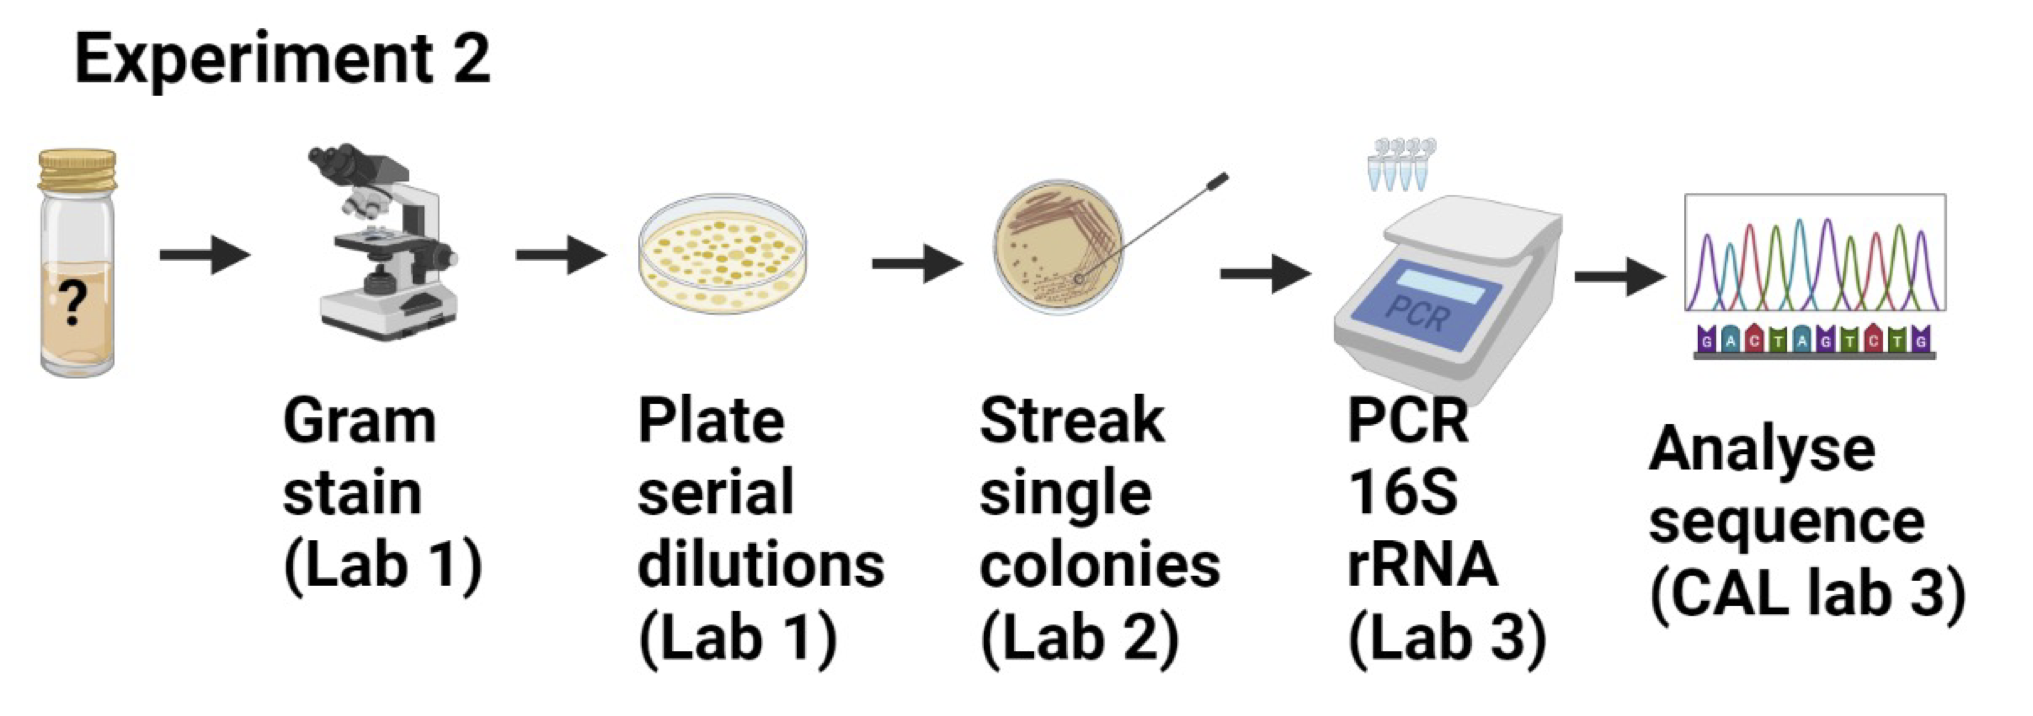 Experiment 2
?
PCR
G A C T A G T C T G
Gram
stain
(Lab 1)
Plate
serial
dilutions
(Lab 1)
Streak
single
colonies
(Lab 2)
PCR
16S
rRNA
(Lab 3)
Analyse
sequence
(CAL lab 3)